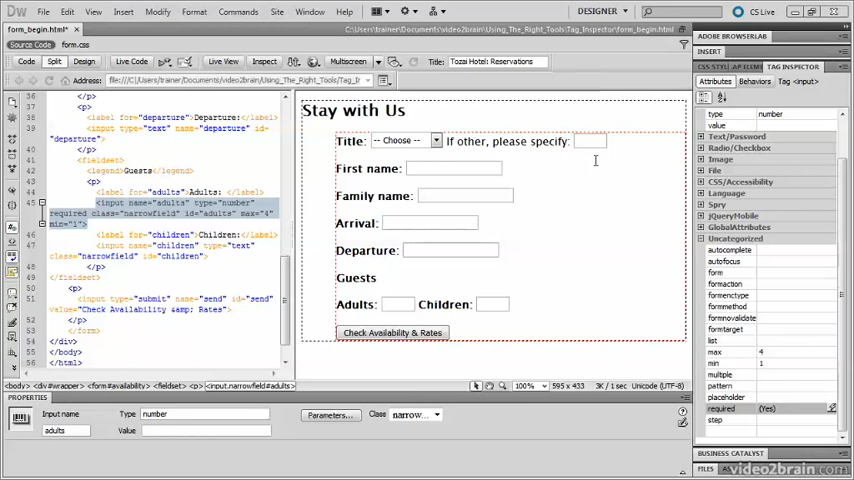 DW File Edit View Insert Modify Format Commands Site Window Help DESIGNER CS Live
form_begin.html* C:\Users\trainer\Documents\video2brain\Using_The_Right_Tools\Tag_Inspector\form_begin.html
Source Code form.css
Code Split Design Live Code Live View Inspect Multiscreen Title: Tozai Hotel: Reservations
Address: file:///C|/Users/trainer/Documents/video2brain/Using_The_Right_Tools/Tag_Inspector/form_be
36 </p>
37 <p>
38 <label for="departure">Departure:</label>
39 <input type="text" name="departure" id=
"departure">
40 </p>
41 <fieldset>
42 <legend>Guests</legend>
43 <p>
44 <label for="adults">Adults: </label>
45 <input name="adults" type="number"
required class="narrowfield" id="adults" max="4"
min="1">
46 <label for="children">Children:</label>
47 <input name="children" type="text"
class="narrowfield" id="children">
48 </p>
49 </fieldset>
50 <p>
51 <input type="submit" name="send" id="send"
value="Check Availability &amp; Rates">
52 </p>
53 </form>
54 </div>
55 </body>
56 </html>
Stay with Us
Title: -- Choose -- If other, please specify:
First name:
Family name:
Arrival:
Departure:
Guests
Adults: Children:
Check Availability & Rates
<body> <div#wrapper> <form#availability> <fieldset> <p> <input.narrowfield#adults> 100% 595 x 433 3K / 1 sec Unicode (UTF-8)
PROPERTIES
Input name Type number Parameters... Class narrow...
adults Value
ADOBE BROWSERLAB
INSERT
CSS STYL AP ELEM TAG INSPECTOR
Attributes Behaviors Tag <input>
type number
value
Text/Password
Radio/Checkbox
Image
File
CSS/Accessibility
Language
Spry
jQueryMobile
GlobalAttributes
Uncategorized
autocomplete
autofocus
form
formaction
formenctype
formmethod
formnovalidate
formtarget
list
max 4
min 1
multiple
pattern
placeholder
required (Yes)
step
BUSINESS CATALYST
FILES
www.video2brain.com